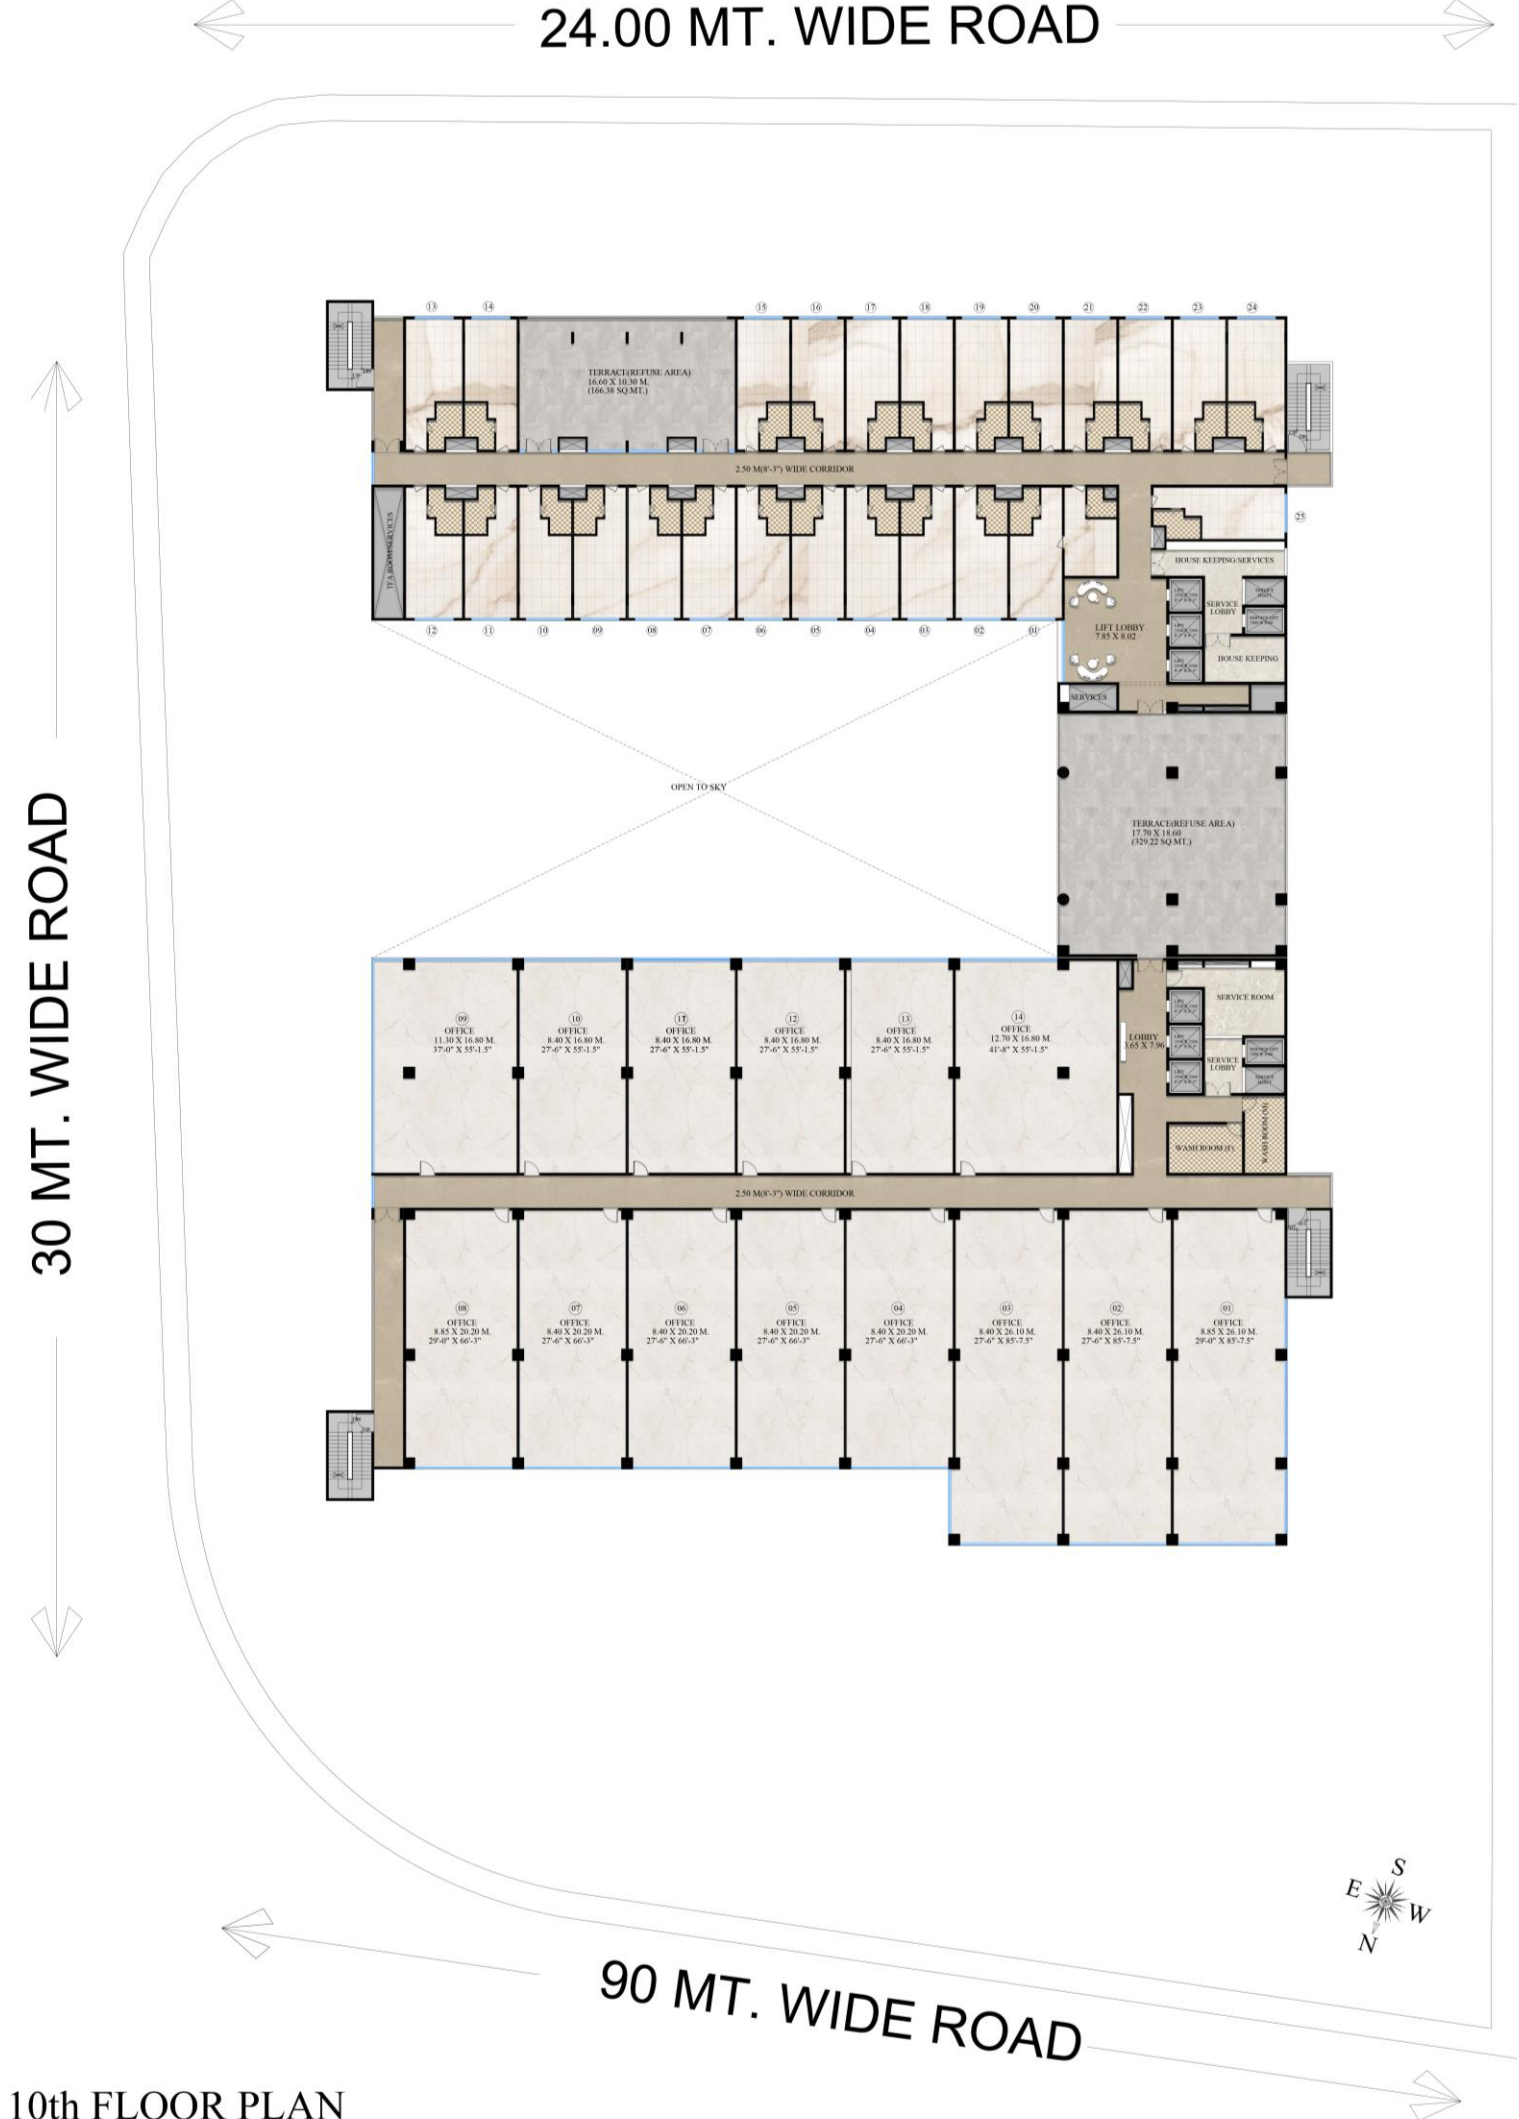 24.00 MT. WIDE ROAD
13
14
15
16
17
18
19
20
21
22
23
24
TERRACE(REFUSE AREA)
16.60 X 10.30 M.
(166.38 SQ.MT.)
2.50 M(8'-3") WIDE CORRIDOR
25
HOUSE KEEPING/SERVICES
SERVICE
LOBBY
LIFT LOBBY
7.85 X 8.02
HOUSE KEEPING
SERVICES
LIFT
LIFT
LIFT
12
11
10
09
08
07
06
05
04
03
02
01
OPEN TO SKY
TERRACE(REFUSE AREA)
17.70 X 18.60
(329.22 SQ.MT.)
30 MT. WIDE ROAD
09
OFFICE
11.30 X 16.80 M.
37'-0" X 55'-1.5"
10
OFFICE
8.40 X 16.80 M.
27'-6" X 55'-1.5"
OFFICE
8.40 X 16.80 M.
27'-6" X 55'-1.5"
12
OFFICE
8.40 X 16.80 M.
27'-6" X 55'-1.5"
13
OFFICE
8.40 X 16.80 M.
27'-6" X 55'-1.5"
14
OFFICE
12.70 X 16.80 M.
41'-8" X 55'-1.5"
LOBBY
3.65 X 7.96
SERVICE ROOM
SERVICE
LOBBY
LIFT
LIFT
LIFT
WASH ROOM (F)
WASH ROOM (M)
2.50 M(8'-3") WIDE CORRIDOR
08
OFFICE
8.85 X 20.20 M.
29'-0" X 66'-3"
07
OFFICE
8.40 X 20.20 M.
27'-6" X 66'-3"
06
OFFICE
8.40 X 20.20 M.
27'-6" X 66'-3"
05
OFFICE
8.40 X 20.20 M.
27'-6" X 66'-3"
04
OFFICE
8.40 X 20.20 M.
27'-6" X 66'-3"
03
OFFICE
8.40 X 26.10 M.
27'-6" X 85'-7.5"
02
OFFICE
8.40 X 26.10 M.
27'-6" X 85'-7.5"
01
OFFICE
8.85 X 26.10 M.
29'-0" X 85'-7.5"
S
E
W
N
90 MT. WIDE ROAD
10th FLOOR PLAN